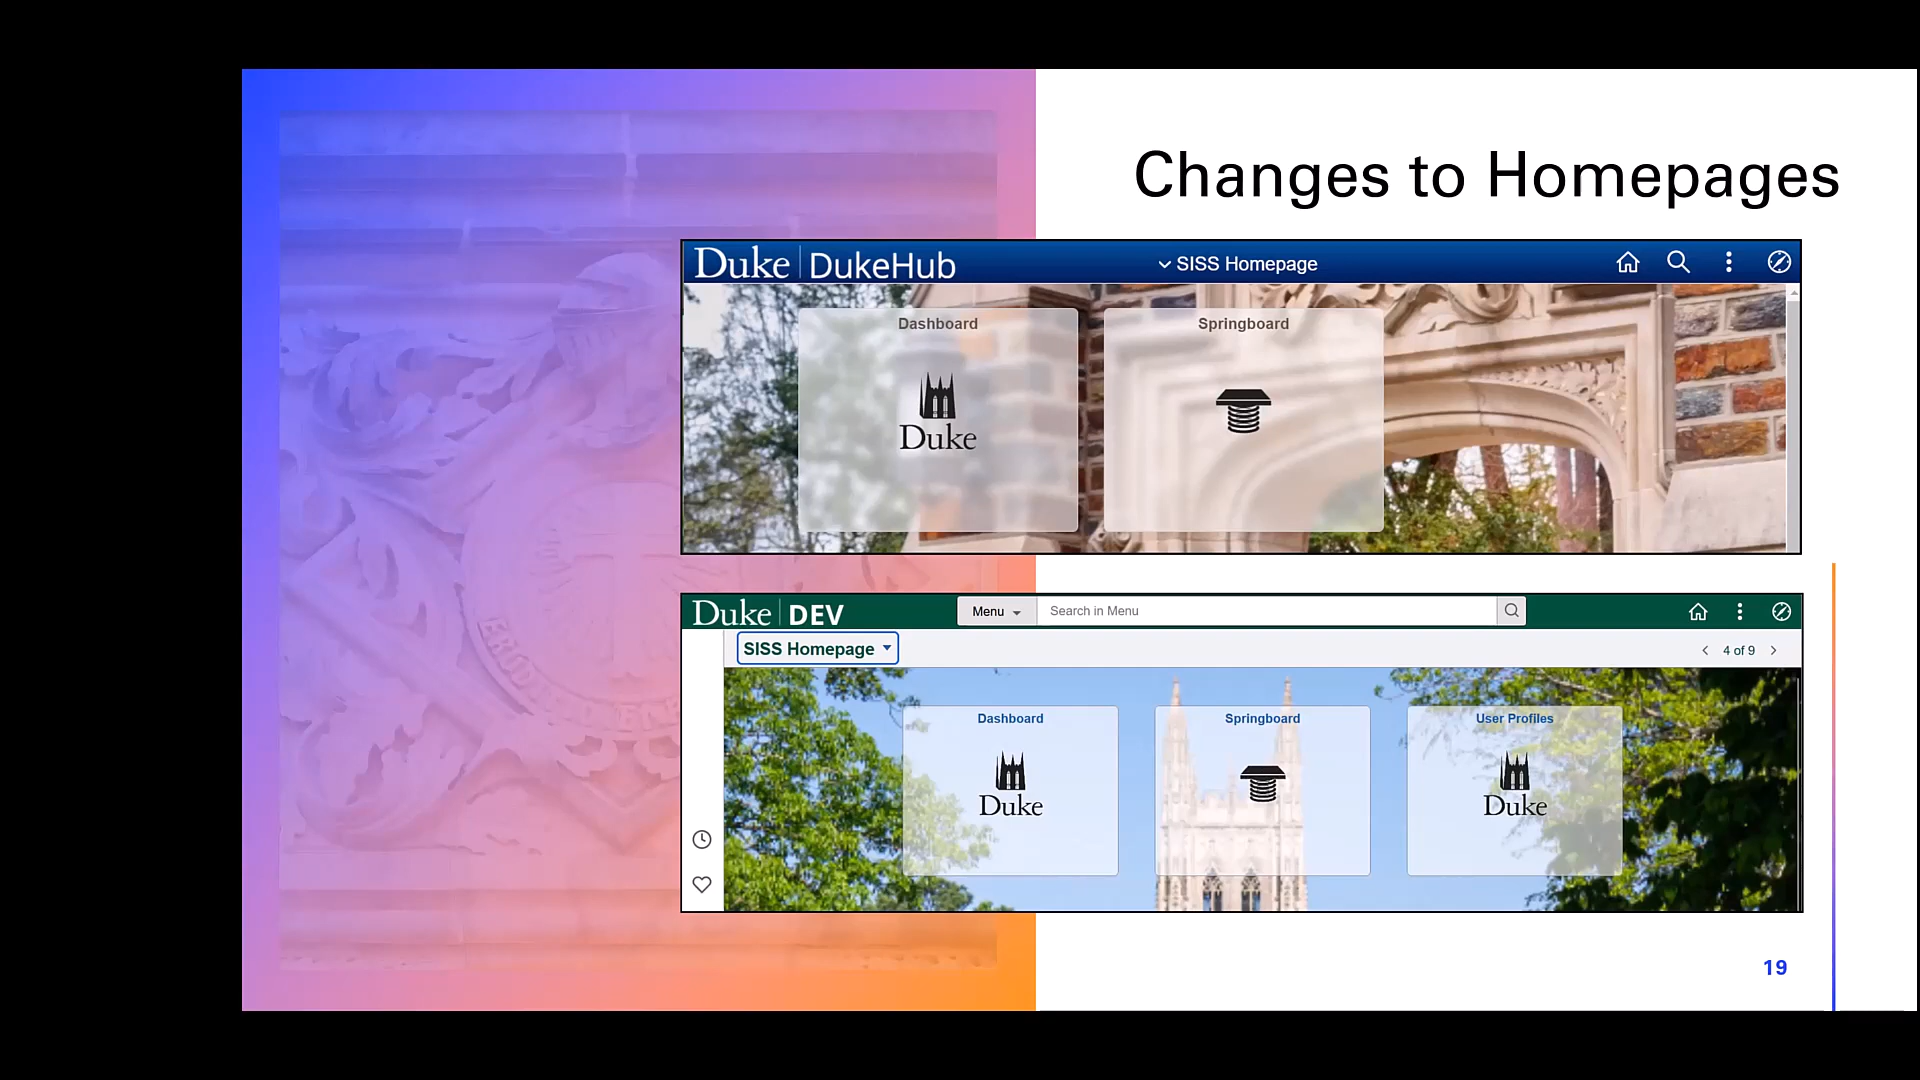 Changes to Homepages
Duke DukeHub
SISS Homepage
Dashboard
Springboard
Duke
Duke DEV
Menu
Search in Menu
SISS Homepage
4 of 9
Dashboard
Springboard
User Profiles
Duke
Duke
19